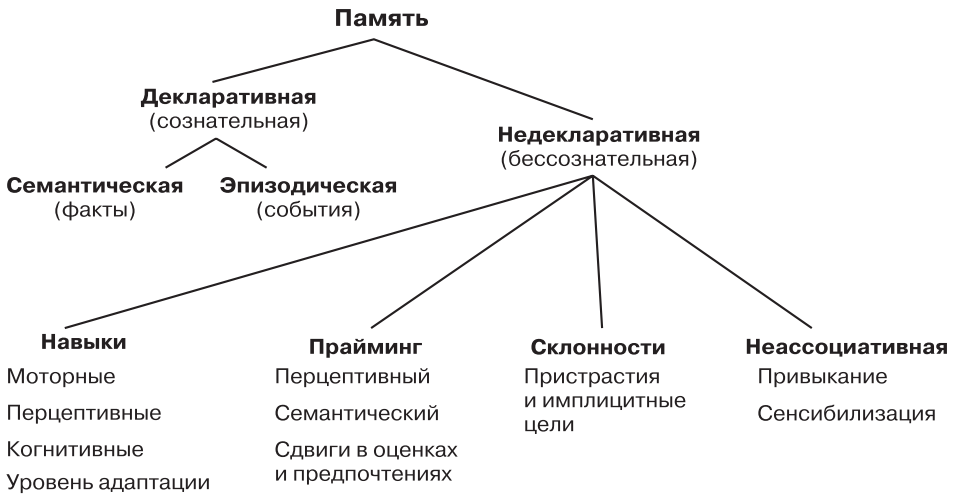 Память
Декларативная
(сознательная)
Недекларативная
(бессознательная)
Семантическая
(факты)
Эпизодическая
(события)
Навыки
Моторные
Перцептивные
Когнитивные
Уровень адаптации
Прайминг
Перцептивный
Семантический
Сдвиги в оценках
и предпочтениях
Склонности
Пристрастия
и имплицитные
цели
Неассоциативная
Привыкание
Сенсибилизация